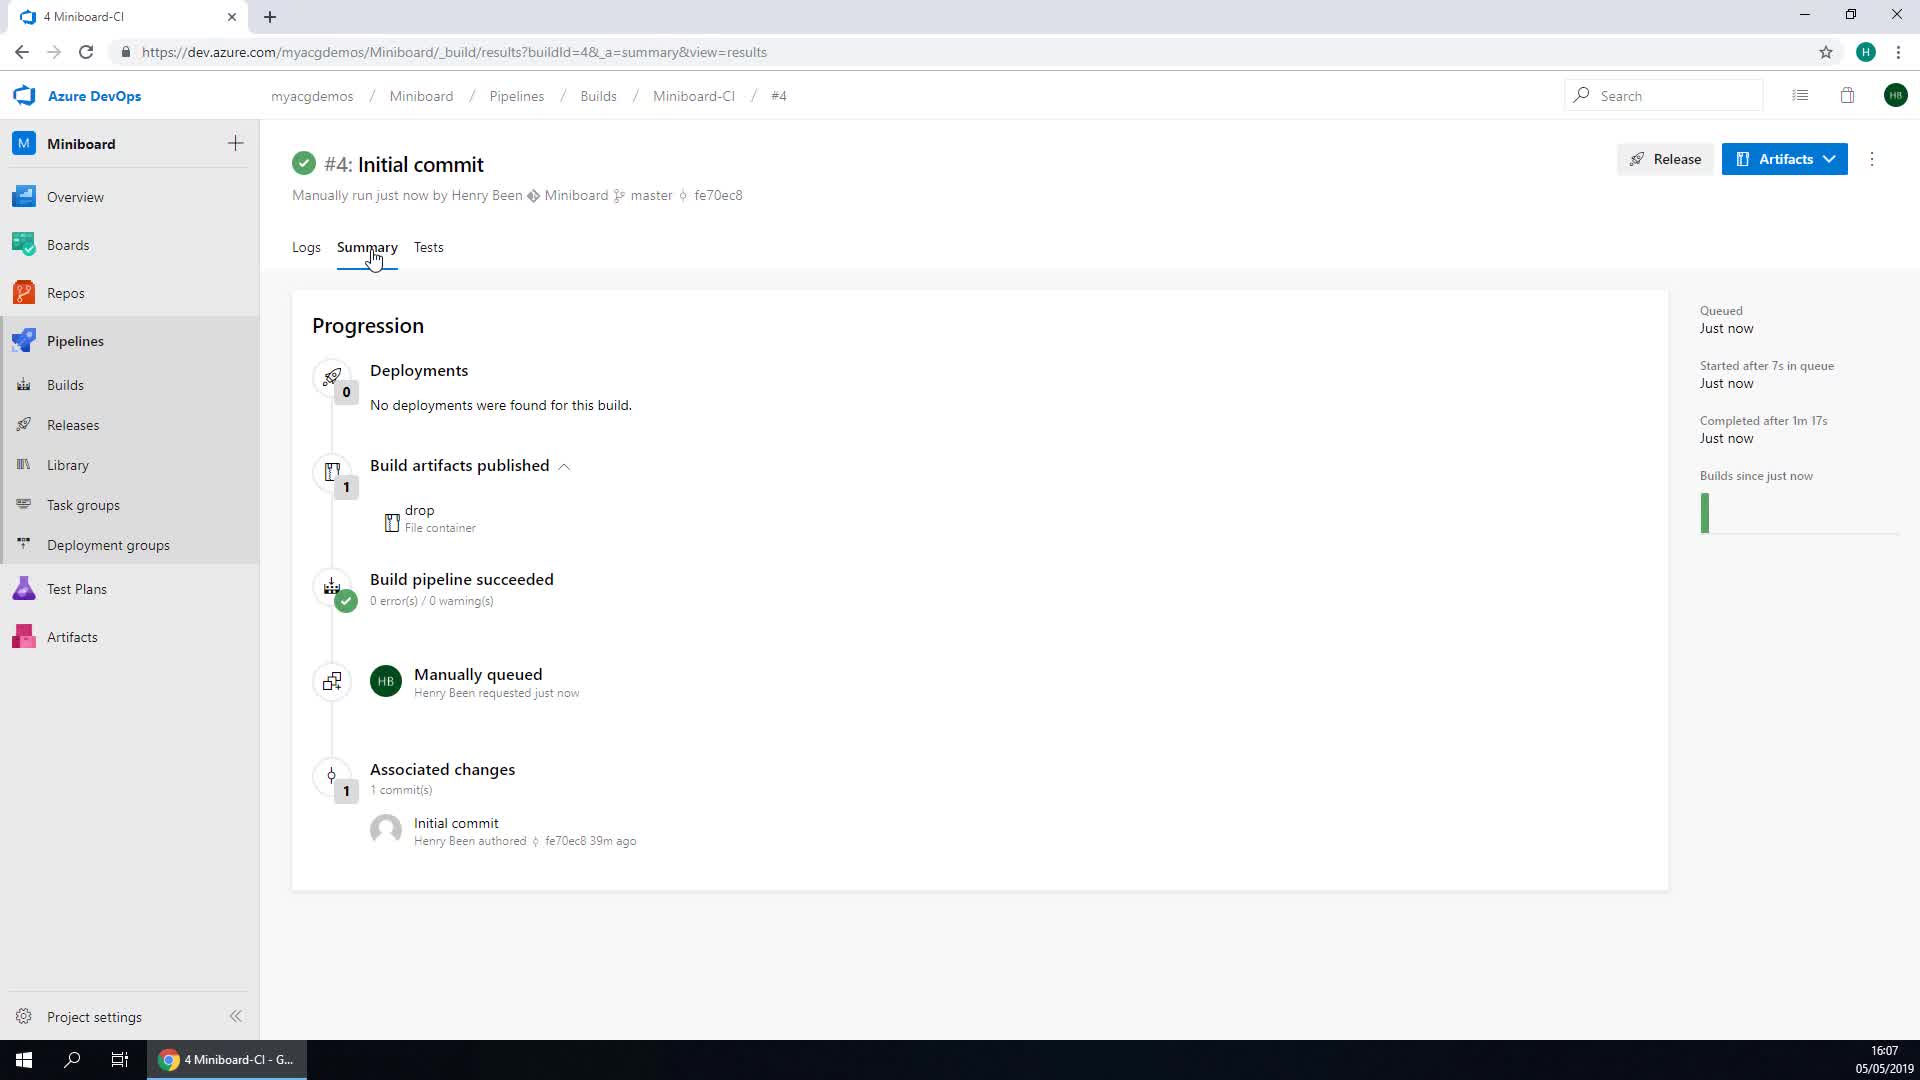 4 Miniboard-CI
https://dev.azure.com/myacgdemos/Miniboard/_build/results?buildId=4&_a=summary&view=results
H
Azure DevOps
myacgdemos / Miniboard / Pipelines / Builds / Miniboard-CI / #4
Search
HB
M Miniboard
Overview
Boards
Repos
Pipelines
Builds
Releases
Library
Task groups
Deployment groups
Test Plans
Artifacts
Project settings
#4: Initial commit
Manually run just now by Henry Been Miniboard master fe70ec8
Release
Artifacts
Logs Summary Tests
Progression
Deployments
0
No deployments were found for this build.
Build artifacts published
1
drop
File container
Build pipeline succeeded
0 error(s) / 0 warning(s)
HB
Manually queued
Henry Been requested just now
Associated changes
1
1 commit(s)
Initial commit
Henry Been authored fe70ec8 39m ago
Queued
Just now
Started after 7s in queue
Just now
Completed after 1m 17s
Just now
Builds since just now
4 Miniboard-CI - G...
16:07
05/05/2019